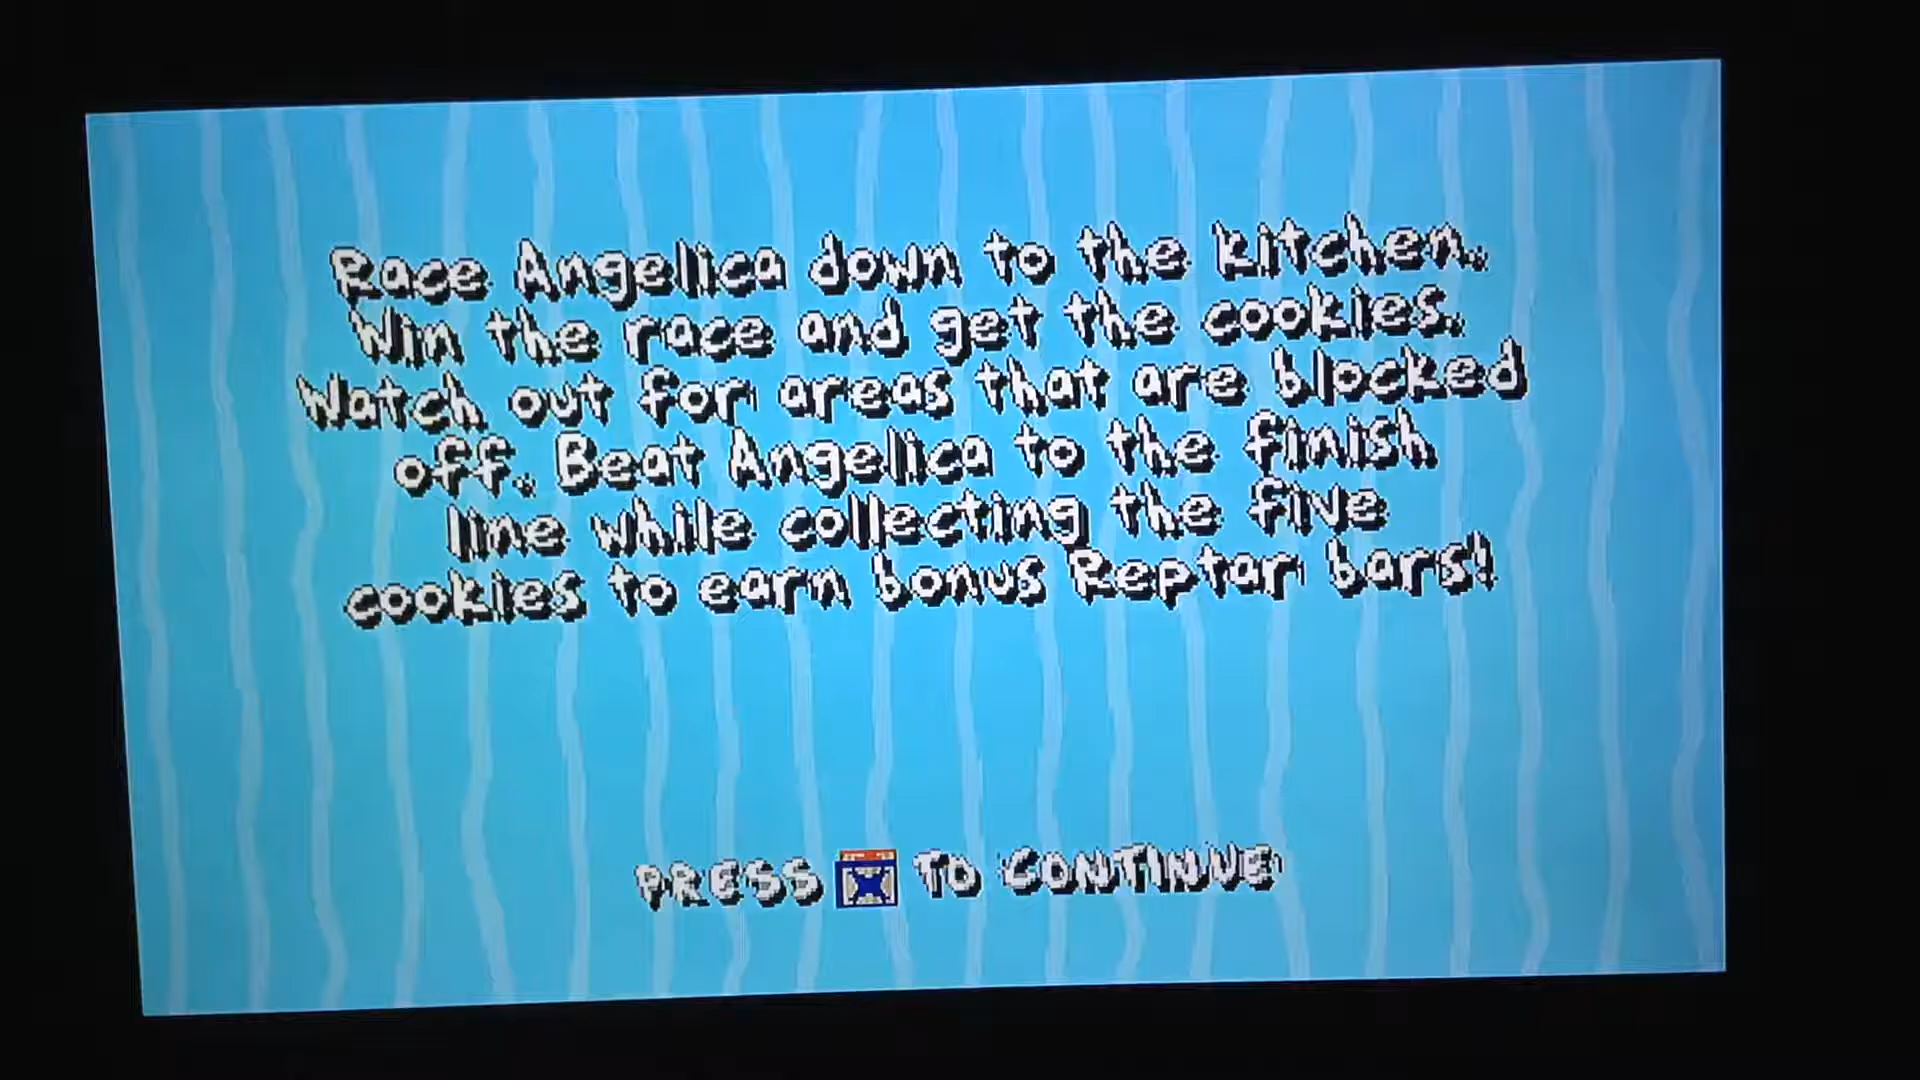 Race Angelica down to the kitchen.
Win the race and get the cookies.
Watch out for areas that are blocked
off. Beat Angelica to the finish
line while collecting the five
cookies to earn bonus Reptar bars!
PRESS X TO CONTINUE